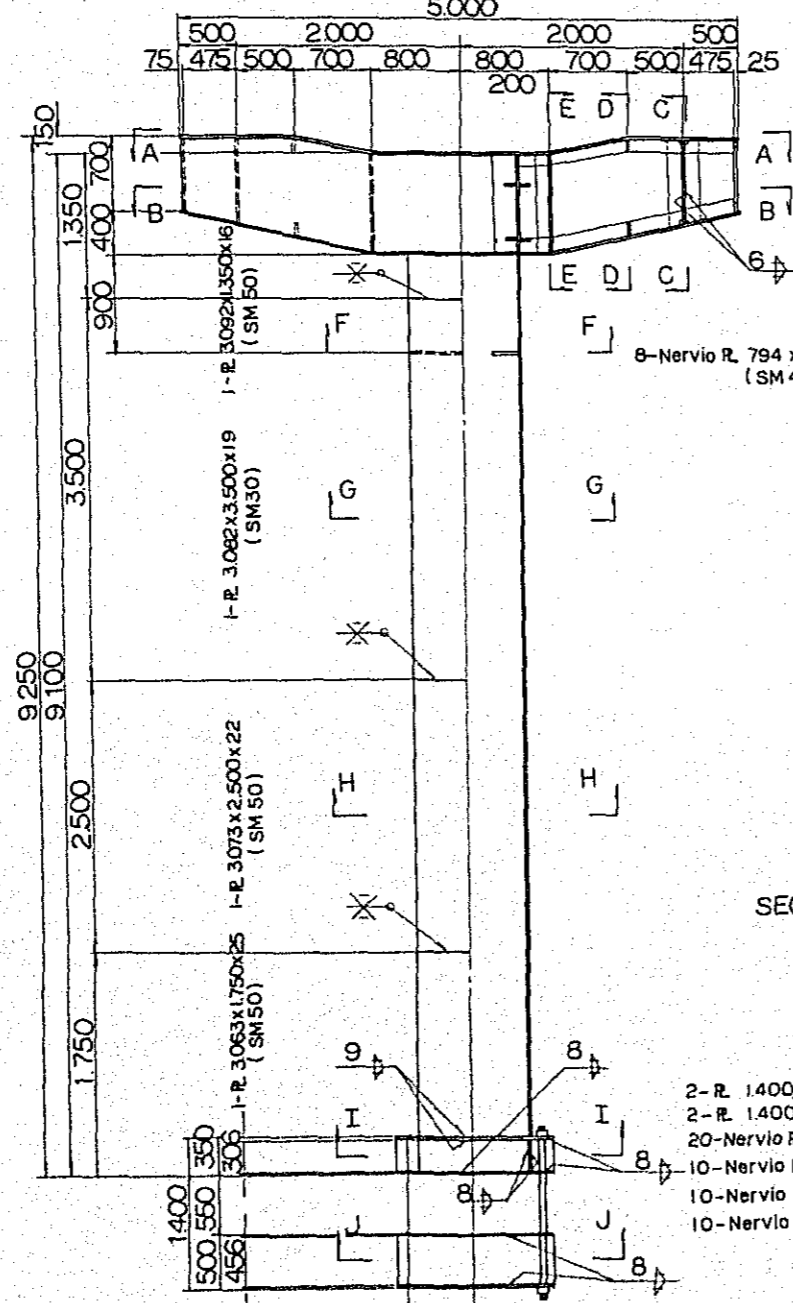 5.000
500 2.000 2.000 500
75 475 500 700 800 800 700 500 475 25
200
E D C
150
A A
700
B B
1.350
400
6
1-PL 3.092x1.350x16
(SM 50)
E D C
900
F F
8-Nervio PL 794 x
(SM 4
3.500
1-PL 3.082x3.500x19
(SM30)
G G
9.250
9.100
2.500
1-PL 3.073x2.500x22
(SM 50)
H H
SEC
1.750
1-PL 3.063x1.750x25
(SM50)
9 8
2-PL 1.400
I I
2-PL 1.400
350 306
20-Nervio P
8 8
10-Nervio
1400 550
10-Nervio
J J
10-Nervio
500 456
8